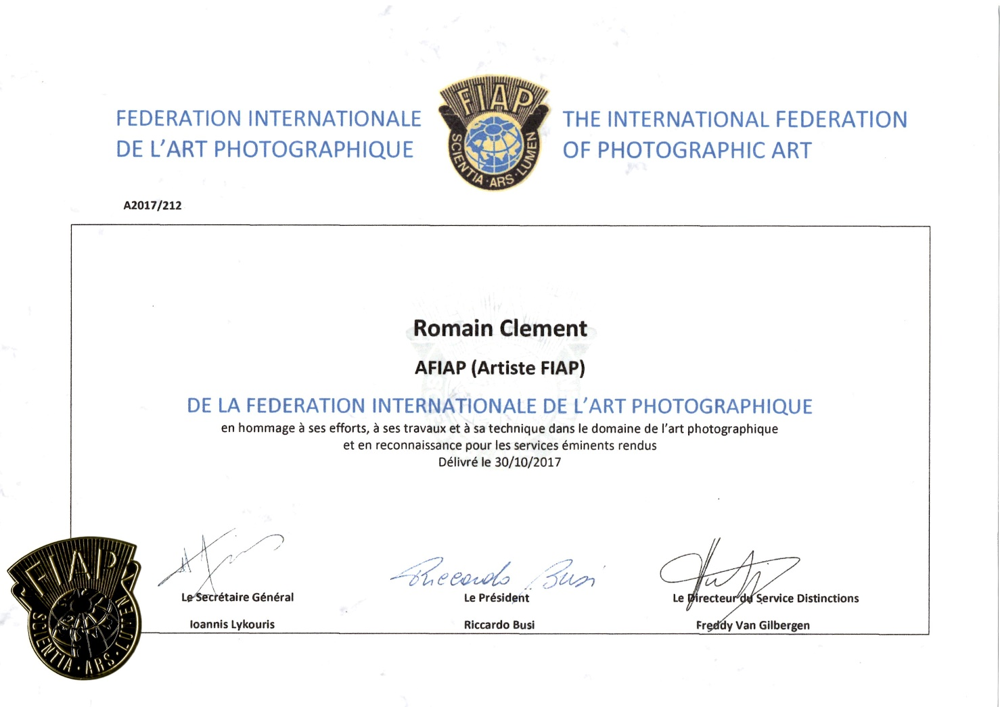 FIAP
SCIENTIA · ARS · LUMEN
FEDERATION INTERNATIONALE
DE L’ART PHOTOGRAPHIQUE
THE INTERNATIONAL FEDERATION
OF PHOTOGRAPHIC ART
A2017/212
Romain Clement
AFIAP (Artiste FIAP)
DE LA FEDERATION INTERNATIONALE DE L’ART PHOTOGRAPHIQUE
en hommage à ses efforts, à ses travaux et à sa technique dans le domaine de l’art photographique
et en reconnaissance pour les services éminents rendus
Délivré le 30/10/2017
Riccardo Busi
Le Secrétaire Général
Le Président
Le Directeur du Service Distinctions
Ioannis Lykouris
Riccardo Busi
Freddy Van Gilbergen
FIAP
SCIENTIA · ARS · LUMEN